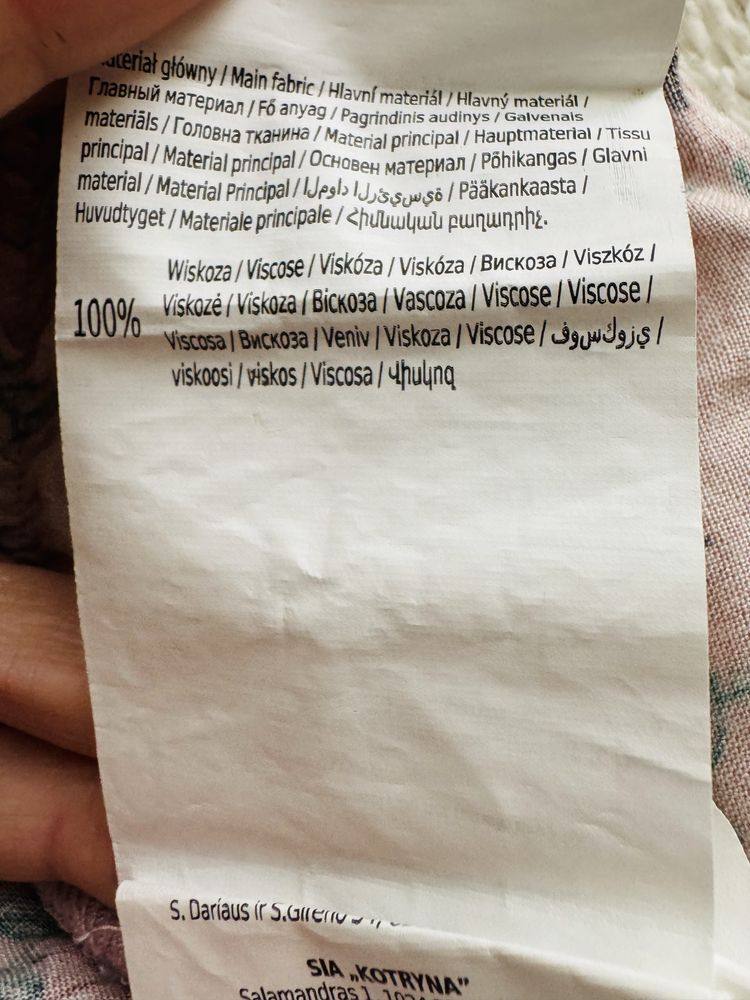 Materiał główny / Main fabric / Hlavní materiál / Hlavný materiál /
Главный материал / Fő anyag / Pagrindinis audinys / Galvenais
materiāls / Головна тканина / Material principal / Hauptmaterial / Tissu
principal / Material principal / Основен материал / Põhikangas / Glavni
material / Material Principal / المواد الرئيسية / Pääkankaasta /
Huvudtyget / Materiale principale / Հիմնական բաղադրիչ.
Wiskoza / Viscose / Viskóza / Viskóza / Вискоза / Viszkóz /
100% Viskozė / Viskoza / Віскоза / Vascoza / Viscose / Viscose /
Viscosa / Вискоза / Veniv / Viskoza / Viscose / فوسكوزي /
viskoosi / viskos / Viscosa / Վիսկոզ
S. Dariaus ir S.Girėno
SIA „KOTRYNA”
Salamandras 1,